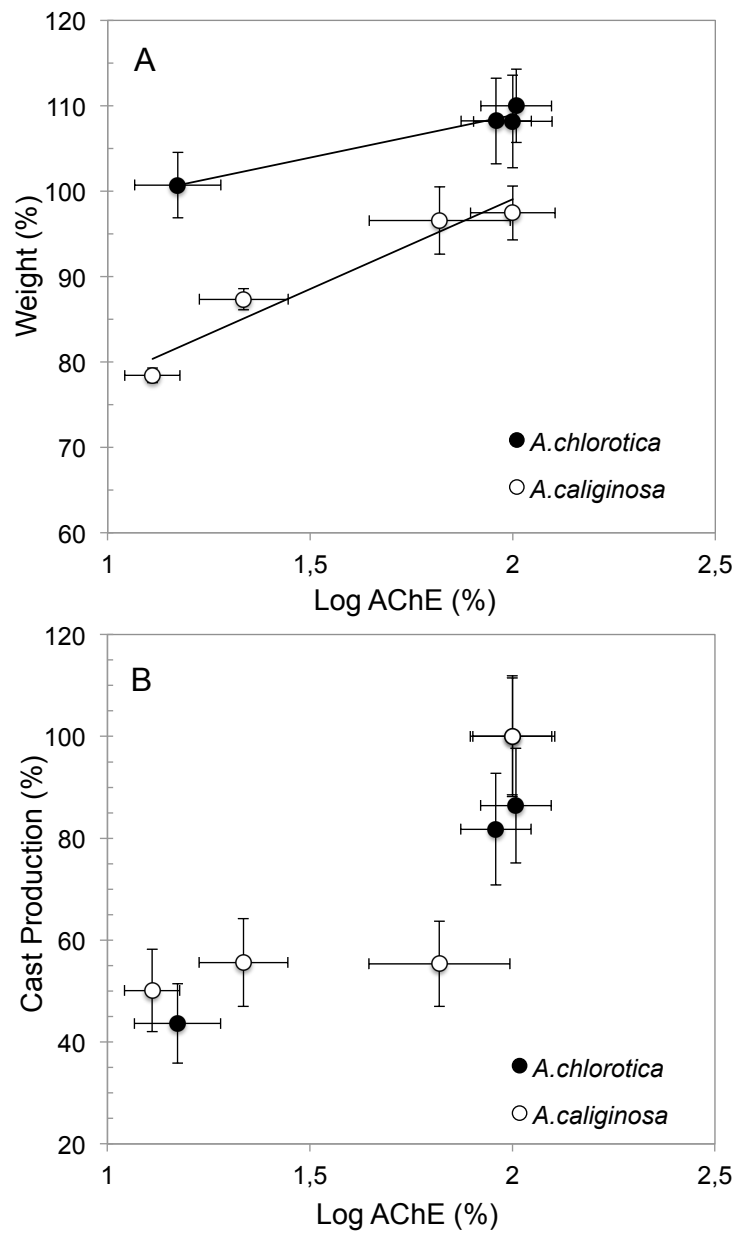 A
Weight (%)
120
110
100
90
80
70
60
A.chlorotica
A.caliginosa
1
1,5
2
2,5
Log AChE (%)
B
Cast Production (%)
120
100
80
60
40
20
A.chlorotica
A.caliginosa
1
1,5
2
2,5
Log AChE (%)